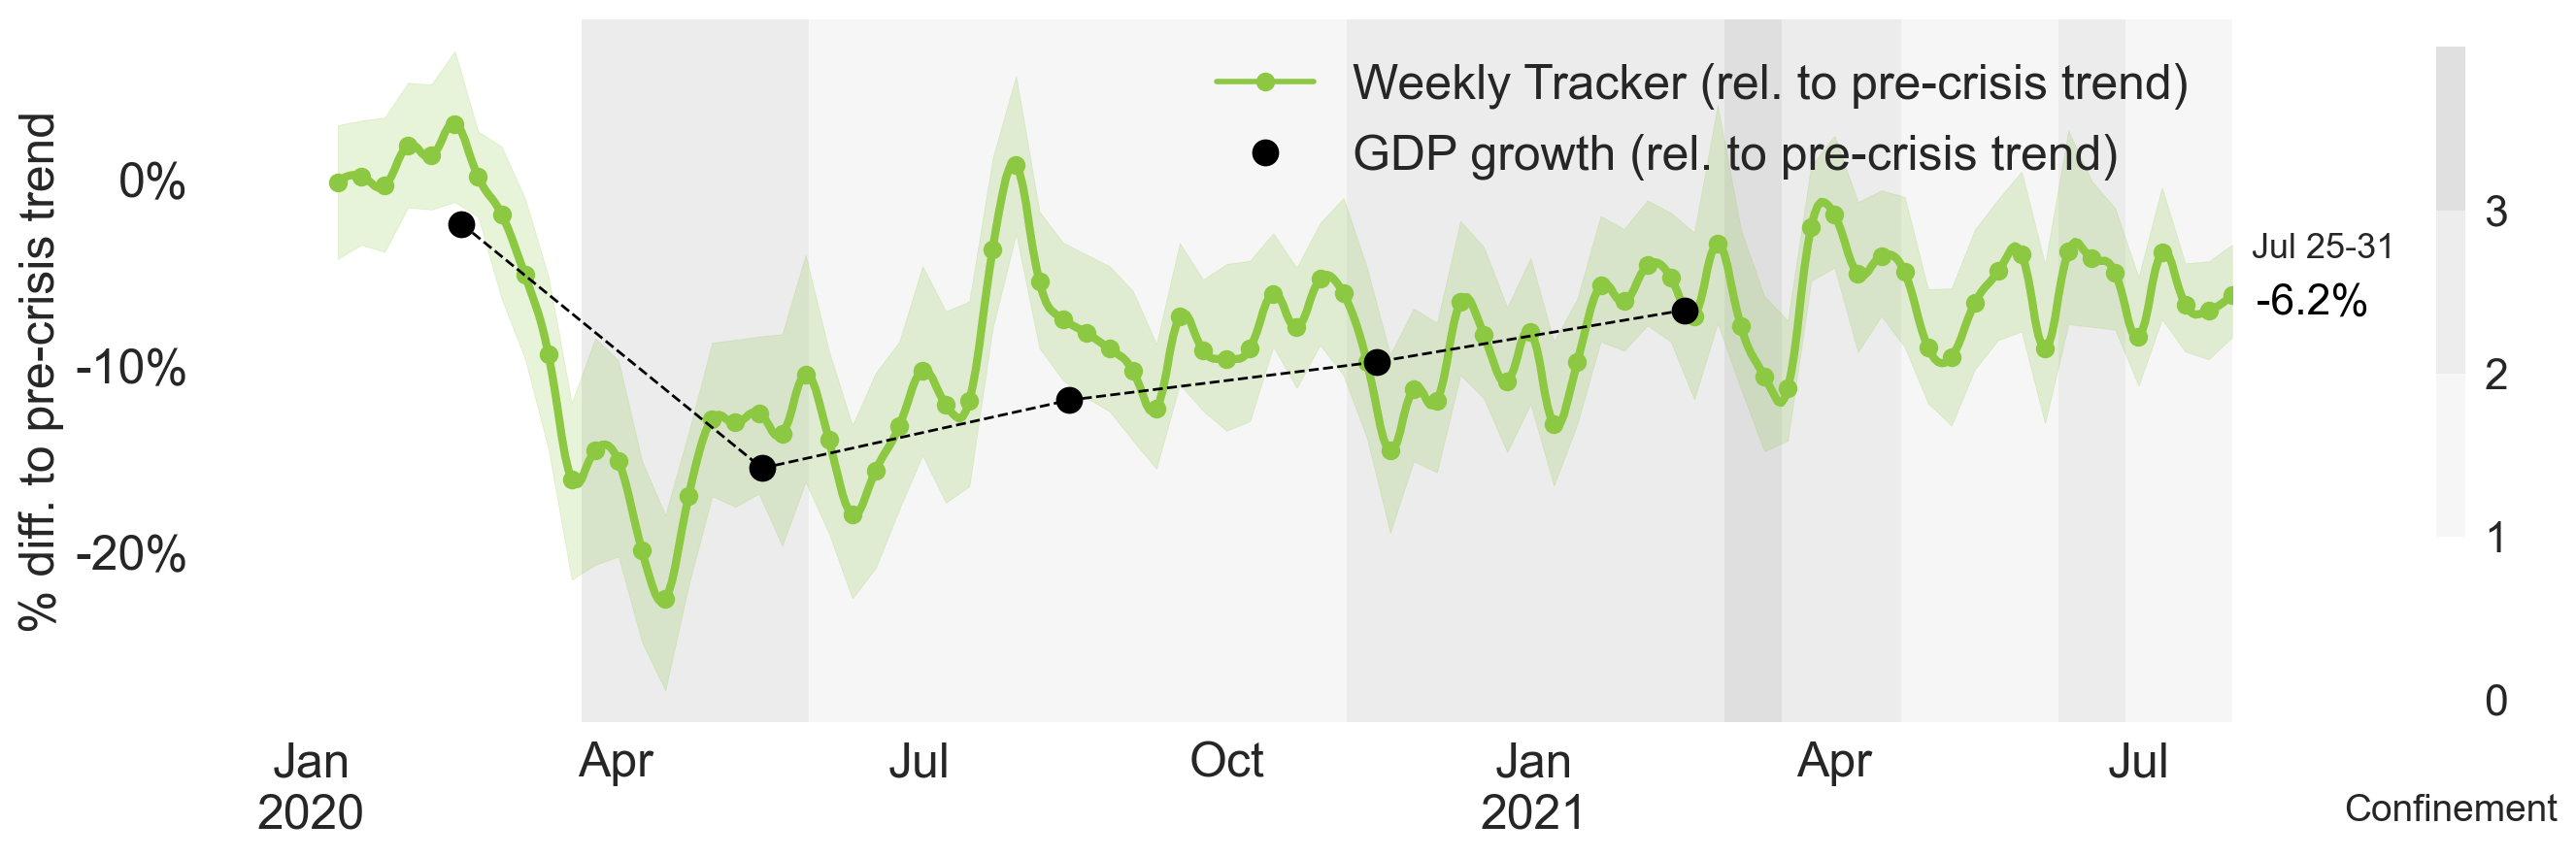 % diff. to pre-crisis trend
0%
-10%
-20%
Weekly Tracker (rel. to pre-crisis trend)
GDP growth (rel. to pre-crisis trend)
Jul 25-31
-6.2%
3
2
1
0
Confinement
Jan Apr Jul Oct Jan Apr Jul
2020 2021